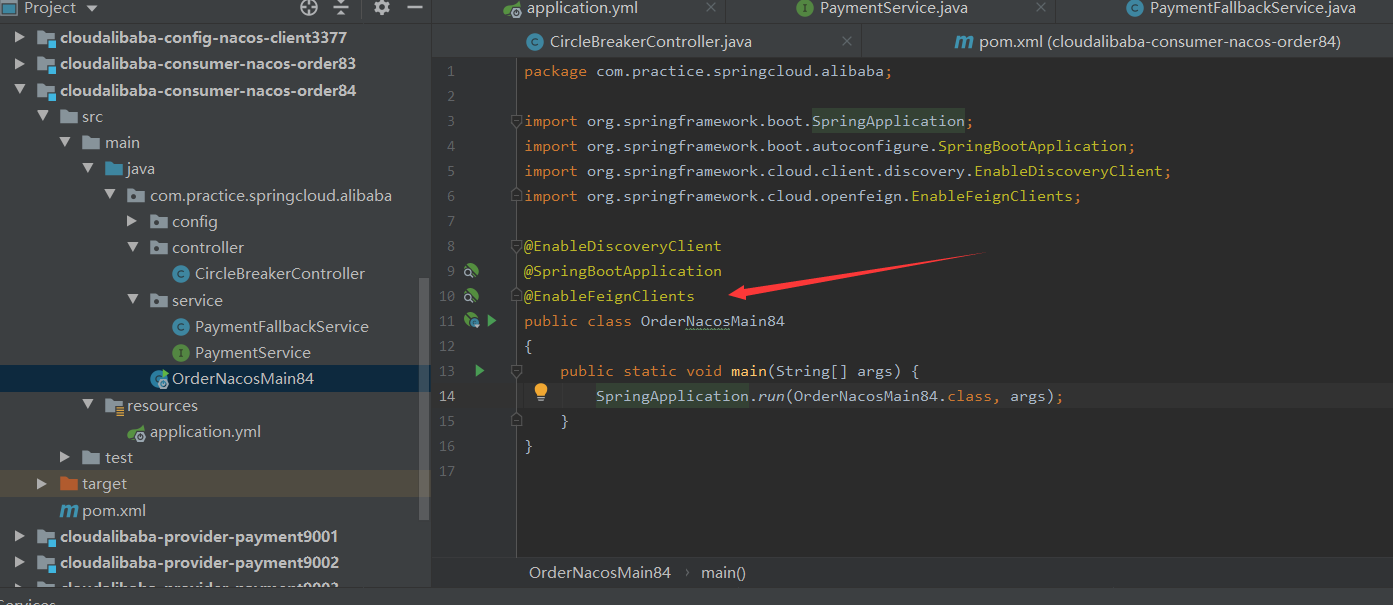 Project
cloudalibaba-config-nacos-client3377
cloudalibaba-consumer-nacos-order83
cloudalibaba-consumer-nacos-order84
src
main
java
com.practice.springcloud.alibaba
config
controller
CircleBreakerController
service
PaymentFallbackService
PaymentService
OrderNacosMain84
resources
application.yml
test
target
pom.xml
cloudalibaba-provider-payment9001
cloudalibaba-provider-payment9002
cloudalibaba-provider-payment9003
Services
application.yml
PaymentService.java
PaymentFallbackService.java
CircleBreakerController.java
pom.xml (cloudalibaba-consumer-nacos-order84)
1 package com.practice.springcloud.alibaba;
2
3 import org.springframework.boot.SpringApplication;
4 import org.springframework.boot.autoconfigure.SpringBootApplication;
5 import org.springframework.cloud.client.discovery.EnableDiscoveryClient;
6 import org.springframework.cloud.openfeign.EnableFeignClients;
7
8 @EnableDiscoveryClient
9 @SpringBootApplication
10 @EnableFeignClients
11 public class OrderNacosMain84
12 {
13 public static void main(String[] args) {
14 SpringApplication.run(OrderNacosMain84.class, args);
15 }
16 }
17
OrderNacosMain84 › main()